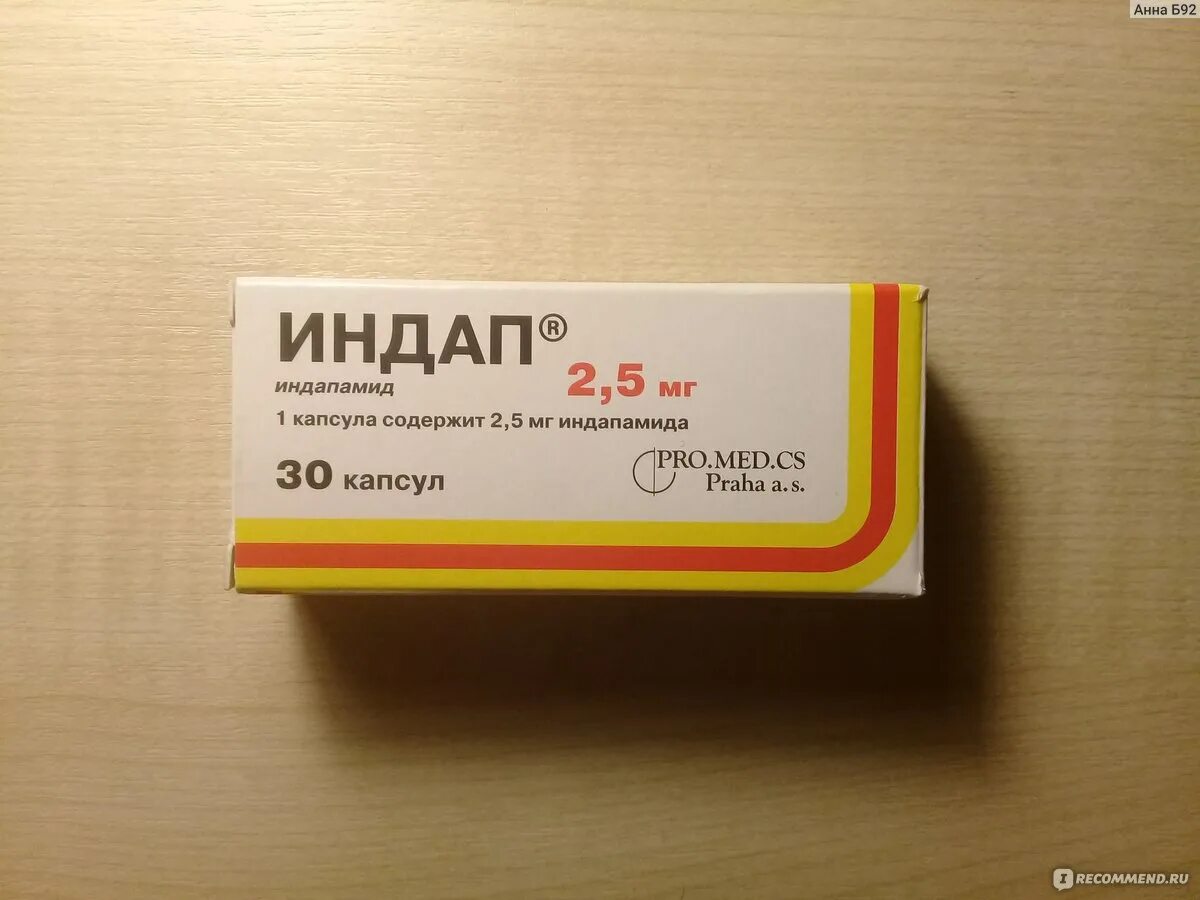 Анна Б92
ИНДАП®
индапамид
2,5 мг
1 капсула содержит 2,5 мг индапамида
30 капсул
PRO.MED.CS
Praha a.s.
IRECOMMEND.RU